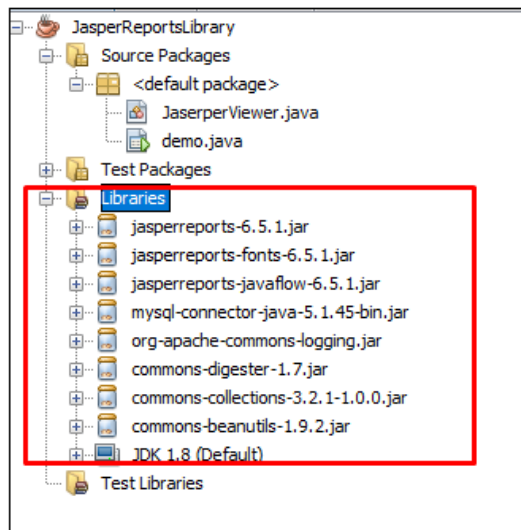 JasperReportsLibrary
Source Packages
<default package>
JaserperViewer.java
demo.java
Test Packages
Libraries
jasperreports-6.5.1.jar
jasperreports-fonts-6.5.1.jar
jasperreports-javaflow-6.5.1.jar
mysql-connector-java-5.1.45-bin.jar
org-apache-commons-logging.jar
commons-digester-1.7.jar
commons-collections-3.2.1-1.0.0.jar
commons-beanutils-1.9.2.jar
JDK 1.8 (Default)
Test Libraries